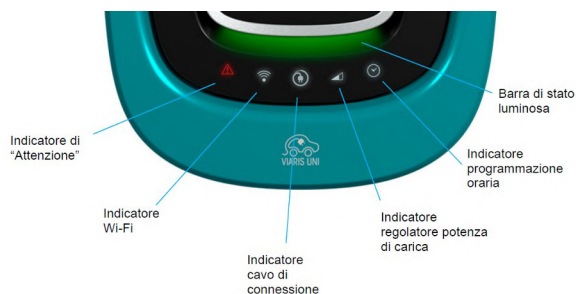 Barra di stato
luminosa
Indicatore di
“Attenzione”
VIARIS UNI
Indicatore
programmazione
oraria
Indicatore
Wi-Fi
Indicatore
regolatore potenza
di carica
Indicatore
cavo di
connessione